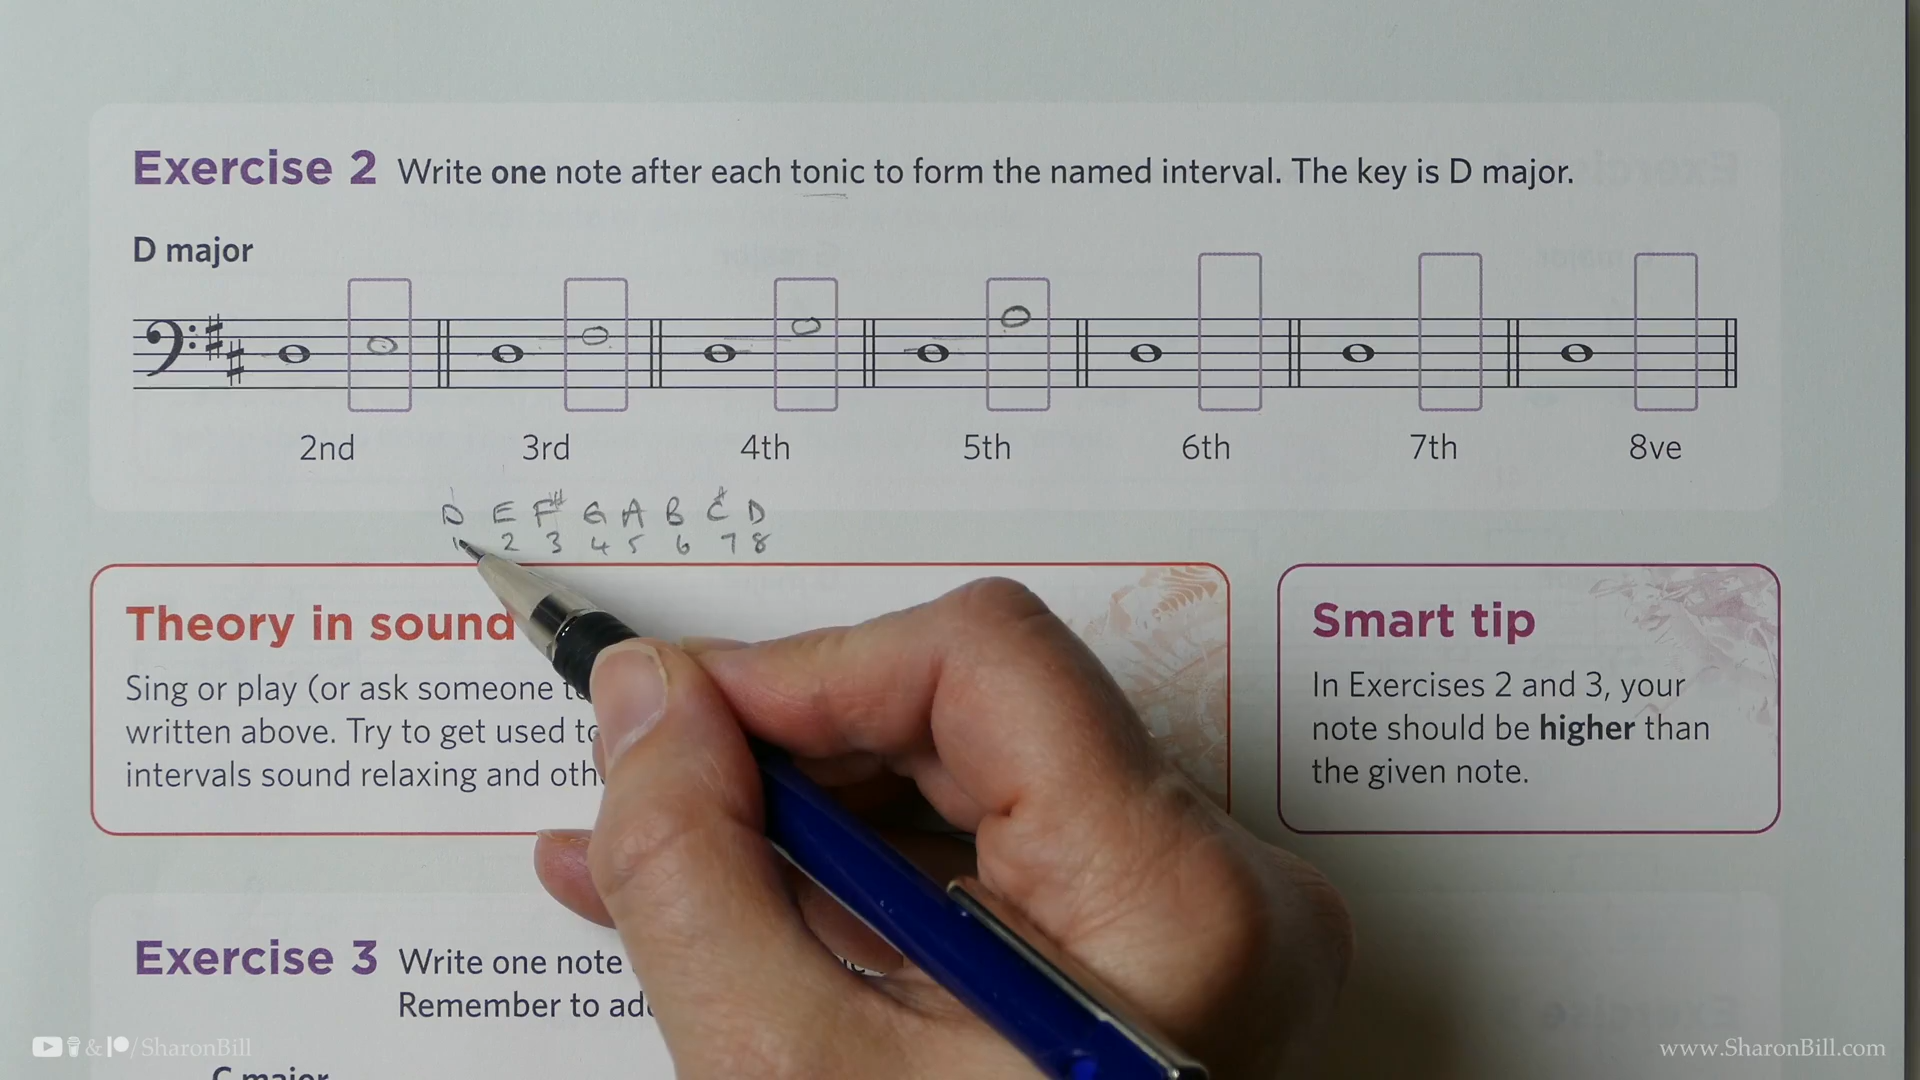 Exercise 2 Write one note after each tonic to form the named interval. The key is D major.
D major
2nd 3rd 4th 5th 6th 7th 8ve
D E F# G A B C# D
1 2 3 4 5 6 7 8
Theory in sound
Sing or play (or ask someone
written above. Try to get used
intervals sound relaxing and
Smart tip
In Exercises 2 and 3, your
note should be higher than
the given note.
Exercise 3 Write one note
Remember to
C major
&
/SharonBill
www.SharonBill.com